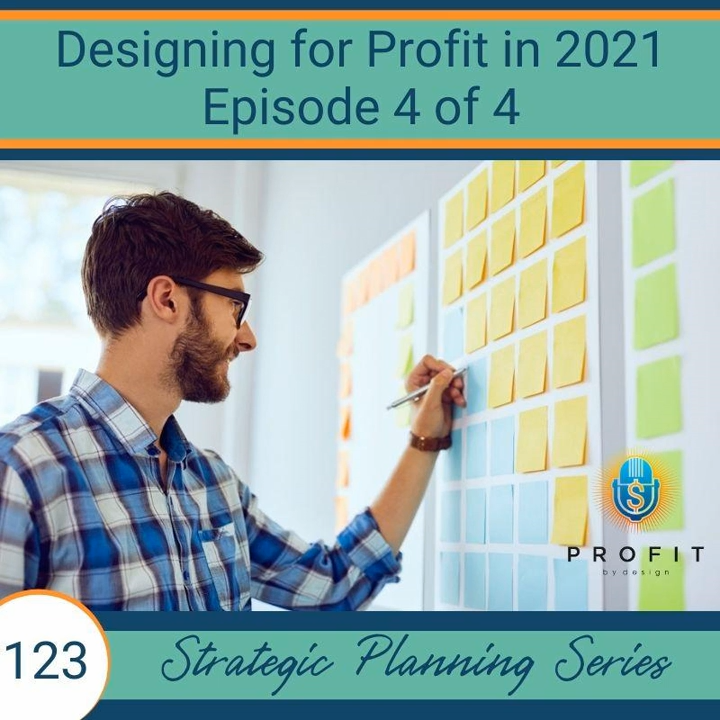 Designing for Profit in 2021
Episode 4 of 4
$
PROFIT
by design
123
Strategic Planning Series